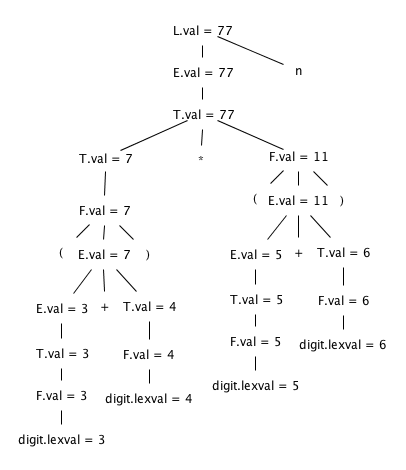 L.val = 77
E.val = 77 n
T.val = 77
T.val = 7 * F.val = 11
F.val = 7 ( E.val = 11 )
( E.val = 7 ) E.val = 5 + T.val = 6
E.val = 3 + T.val = 4 T.val = 5 F.val = 6
T.val = 3 F.val = 4 F.val = 5 digit.lexval = 6
F.val = 3 digit.lexval = 4 digit.lexval = 5
digit.lexval = 3